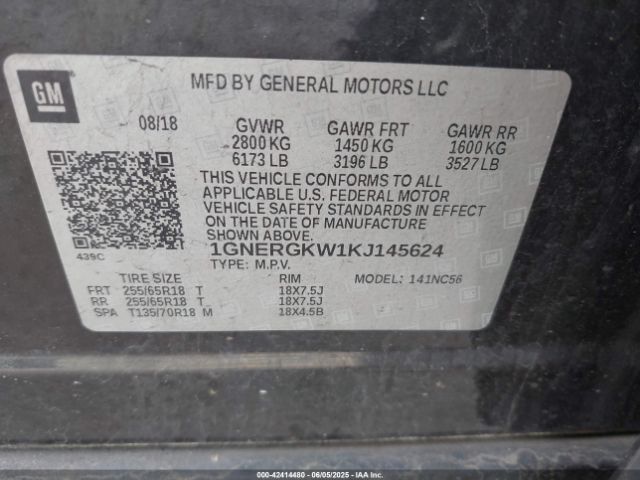 GM
MFD BY GENERAL MOTORS LLC
08/18 GVWR GAWR FRT GAWR RR
2800 KG 1450 KG 1600 KG
6173 LB 3196 LB 3527 LB
THIS VEHICLE CONFORMS TO ALL
APPLICABLE U.S. FEDERAL MOTOR
VEHICLE SAFETY STANDARDS IN EFFECT
ON THE DATE OF MANUFACTURE
SHOWN ABOVE.
439C 1GNERGKW1KJ145624
TYPE: M.P.V. MODEL: 141NC56
TIRE SIZE RIM
FRT 255/65R18 T 18X7.5J
RR 255/65R18 T 18X7.5J
SPA T135/70R18 M 18X4.5B
000-42414480 - 06/05/2025 - IAA Inc. Copyright